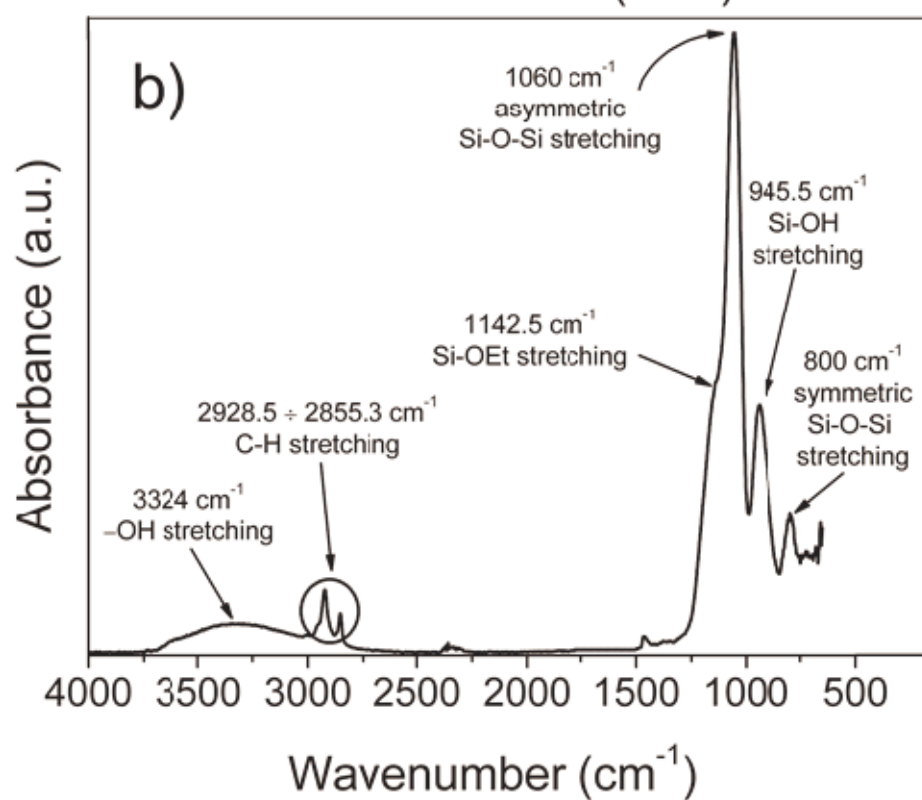 b)
1060 cm⁻¹
asymmetric
Si-O-Si stretching
945.5 cm⁻¹
Si-OH
stretching
1142.5 cm⁻¹
Si-OEt stretching
800 cm⁻¹
symmetric
Si-O-Si
stretching
2928.5 ÷ 2855.3 cm⁻¹
C-H stretching
3324 cm⁻¹
–OH stretching
Absorbance (a.u.)
4000 3500 3000 2500 2000 1500 1000 500
Wavenumber (cm⁻¹)